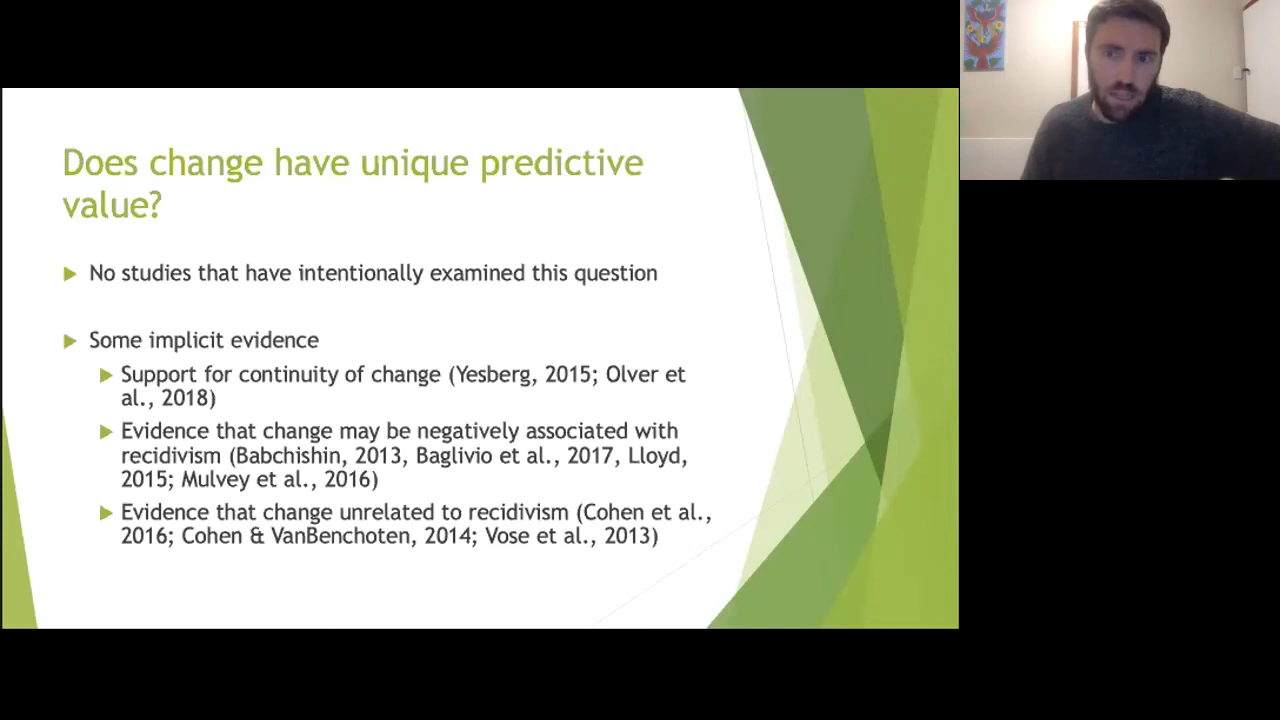 Does change have unique predictive
value?
No studies that have intentionally examined this question
Some implicit evidence
Support for continuity of change (Yesberg, 2015; Olver et
al., 2018)
Evidence that change may be negatively associated with
recidivism (Babchishin, 2013, Baglivio et al., 2017, Lloyd,
2015; Mulvey et al., 2016)
Evidence that change unrelated to recidivism (Cohen et al.,
2016; Cohen & VanBenchoten, 2014; Vose et al., 2013)